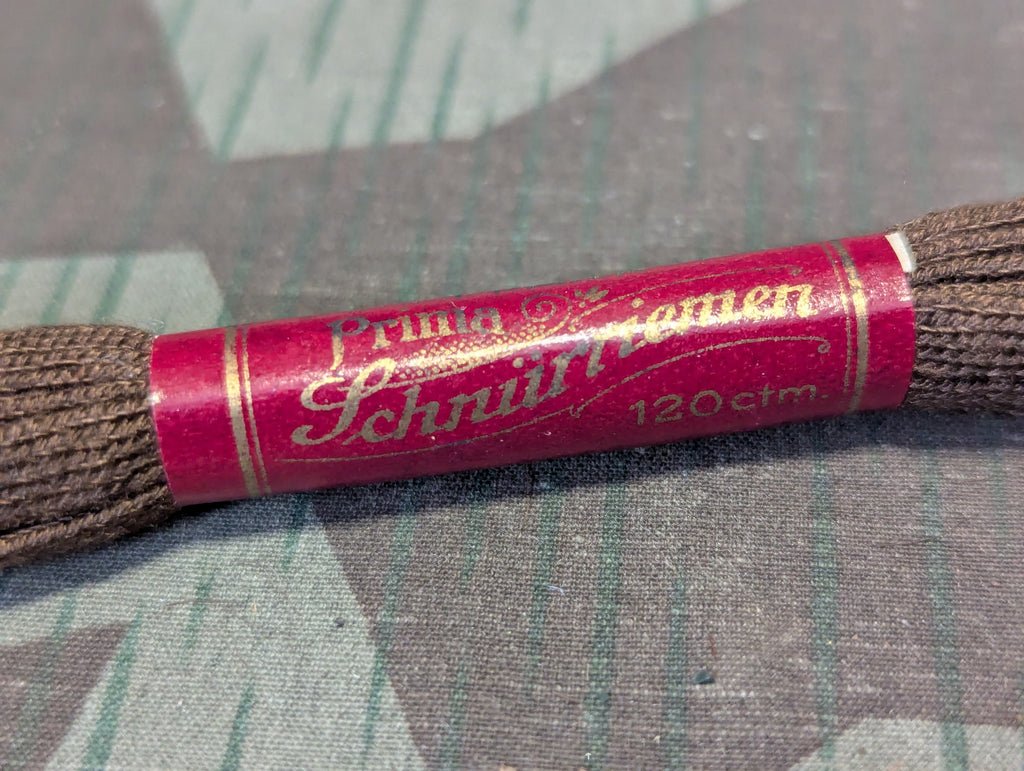 Prima
Schnürriemen
120 ctm.